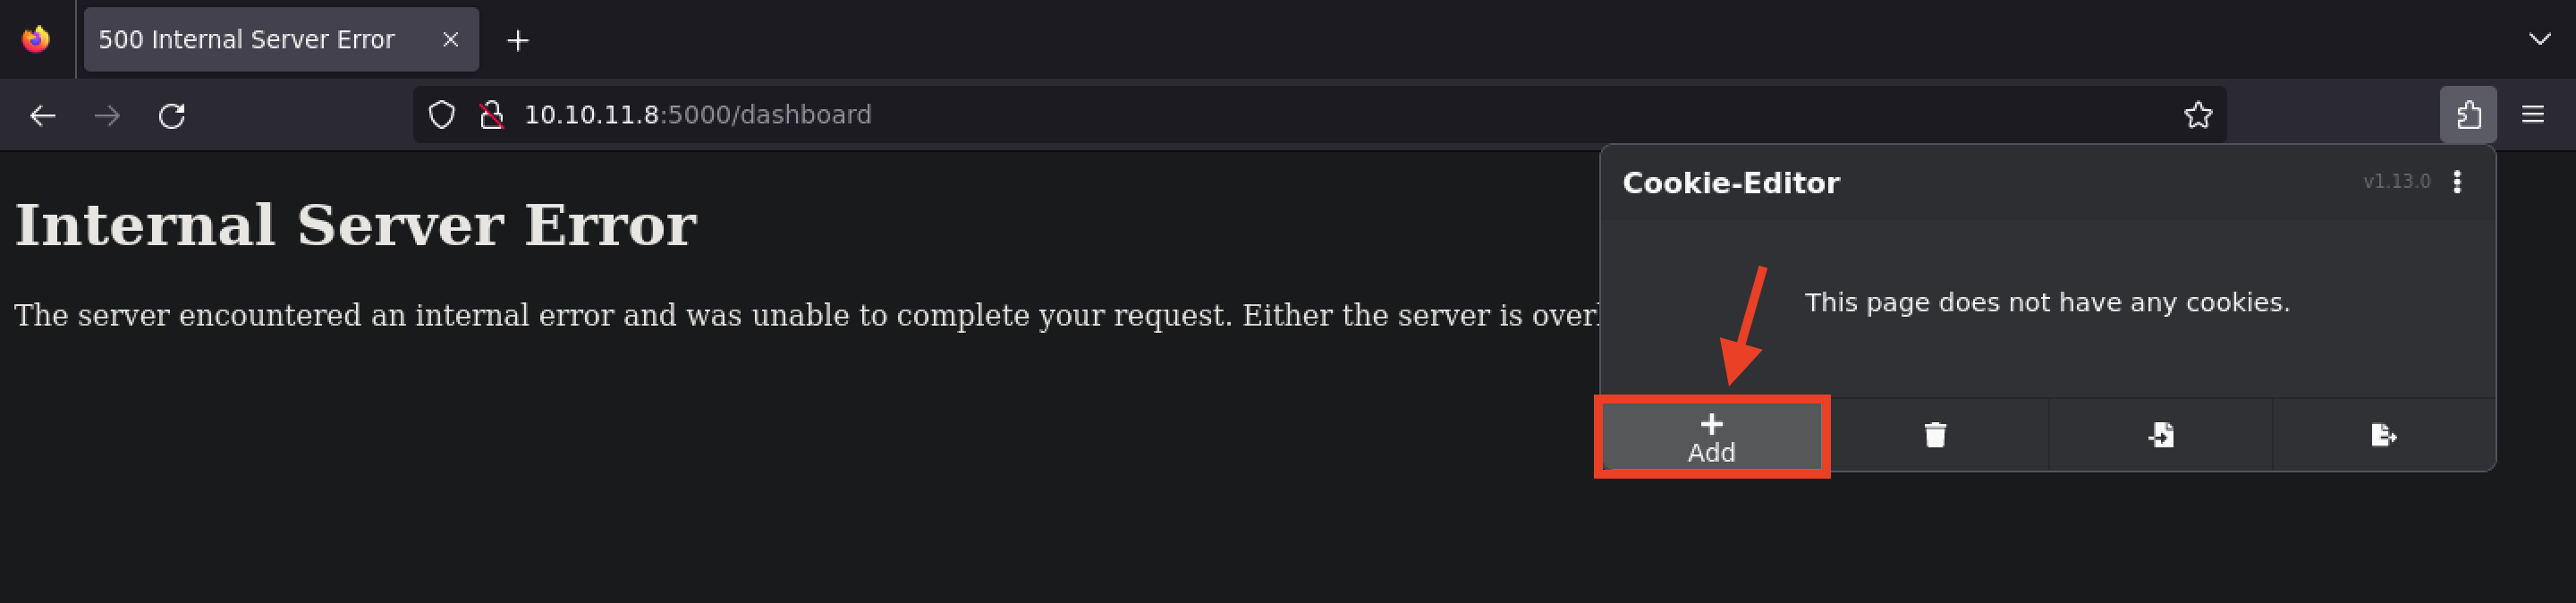 500 Internal Server Error
10.10.11.8:5000/dashboard
Cookie-Editor
v1.13.0
Internal Server Error
This page does not have any cookies.
The server encountered an internal error and was unable to complete your request. Either the server is over
Add